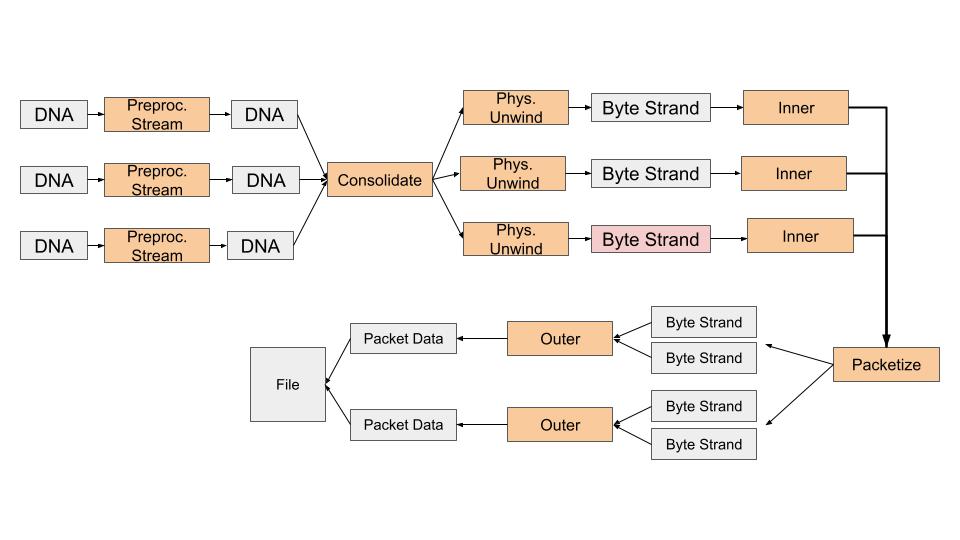 DNA
Preproc.
Stream
DNA
DNA
Preproc.
Stream
DNA
DNA
Preproc.
Stream
DNA
Consolidate
Phys.
Unwind
Byte Strand
Inner
Phys.
Unwind
Byte Strand
Inner
Phys.
Unwind
Byte Strand
Inner
Packetize
Byte Strand
Byte Strand
Outer
Packet Data
Byte Strand
Byte Strand
Outer
Packet Data
File